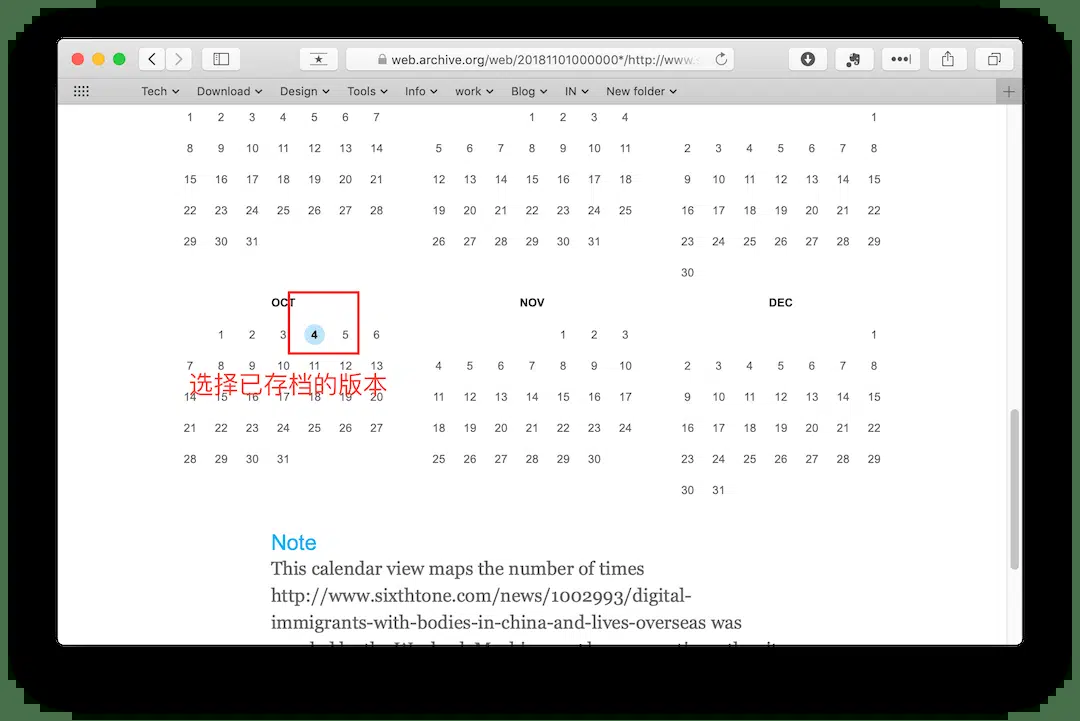 web.archive.org/web/20181101000000*/http://www.s
Tech Download Design Tools Info work Blog IN New folder
1 2 3 4 5 6 7 1 2 3 4 1
8 9 10 11 12 13 14 5 6 7 8 9 10 11 2 3 4 5 6 7 8
15 16 17 18 19 20 21 12 13 14 15 16 17 18 9 10 11 12 13 14 15
22 23 24 25 26 27 28 19 20 21 22 23 24 25 16 17 18 19 20 21 22
29 30 31 26 27 28 29 30 31 23 24 25 26 27 28 29
30
OCT NOV DEC
1 2 3 4 5 6 1 2 3 1
7 8 9 10 11 12 13 4 5 6 7 8 9 10 2 3 4 5 6 7 8
选择已存档的版本
14 15 16 17 18 19 20 11 12 13 14 15 16 17 9 10 11 12 13 14 15
21 22 23 24 25 26 27 18 19 20 21 22 23 24 16 17 18 19 20 21 22
28 29 30 31 25 26 27 28 29 30 23 24 25 26 27 28 29
30 31
Note
This calendar view maps the number of times
http://www.sixthtone.com/news/1002993/digital-
immigrants-with-bodies-in-china-and-lives-overseas was